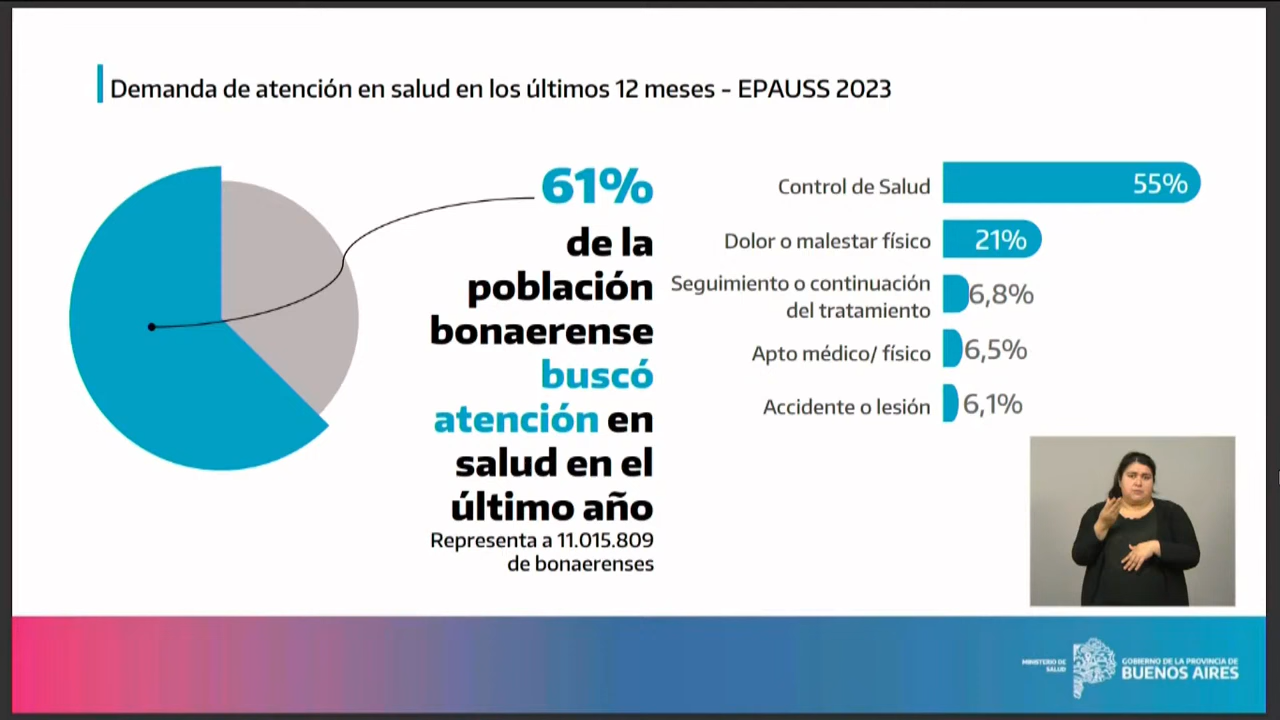 Demanda de atención en salud en los últimos 12 meses - EPAUSS 2023
61%
de la
población
bonaerense
buscó
atención en
salud en el
último año
Representa a 11.015.809
de bonaerenses
Control de Salud 55%
Dolor o malestar físico 21%
Seguimiento o continuación
del tratamiento 6,8%
Apto médico/ físico 6,5%
Accidente o lesión 6,1%
MINISTERIO DE
SALUD
GOBIERNO DE LA PROVINCIA DE
BUENOS AIRES